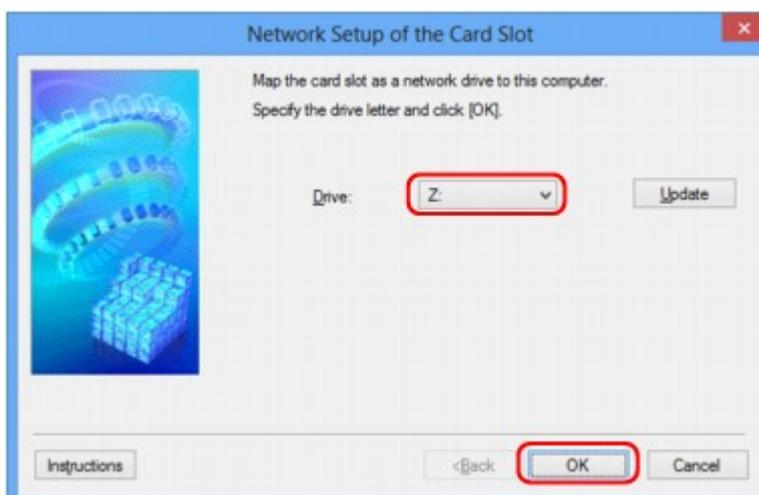 Network Setup of the Card Slot
Map the card slot as a network drive to this computer.
Specify the drive letter and click [OK].
Drive: Z: Update
Instructions <Back OK Cancel